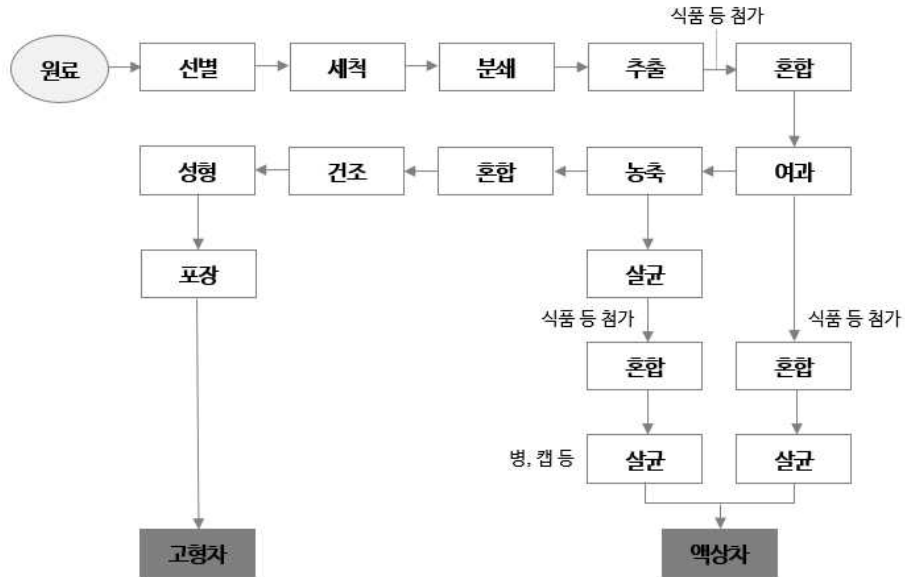 식품 등 첨가
원료 선별 세척 분쇄 추출 혼합
성형 건조 혼합 농축 여과
포장 살균
식품 등 첨가 식품 등 첨가
혼합 혼합
병, 캡 등 살균 살균
고형차 액상차